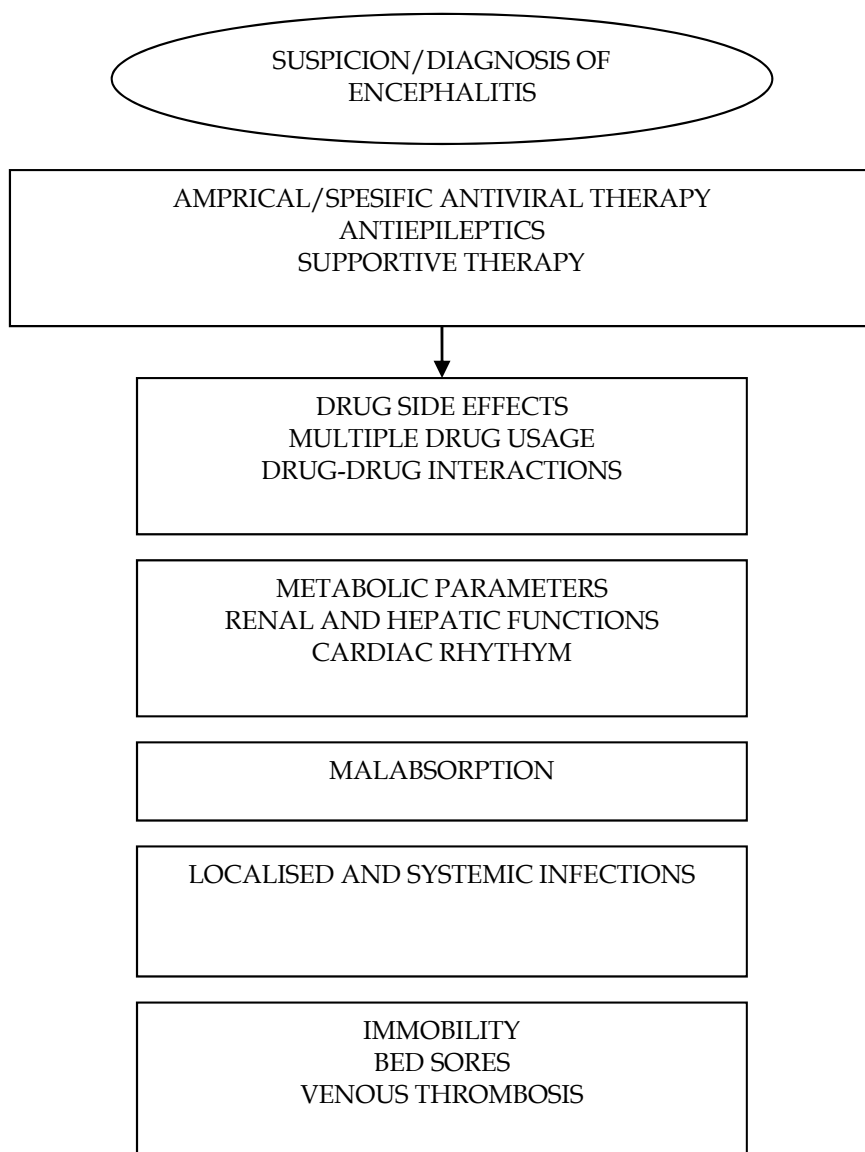 SUSPICION/DIAGNOSIS OF
ENCEPHALITIS
AMPRICAL/SPESIFIC ANTIVIRAL THERAPY
ANTIEPILEPTICS
SUPPORTIVE THERAPY
DRUG SIDE EFFECTS
MULTIPLE DRUG USAGE
DRUG-DRUG INTERACTIONS
METABOLIC PARAMETERS
RENAL AND HEPATIC FUNCTIONS
CARDIAC RHYTHYM
MALABSORPTION
LOCALISED AND SYSTEMIC INFECTIONS
IMMOBILITY
BED SORES
VENOUS THROMBOSIS